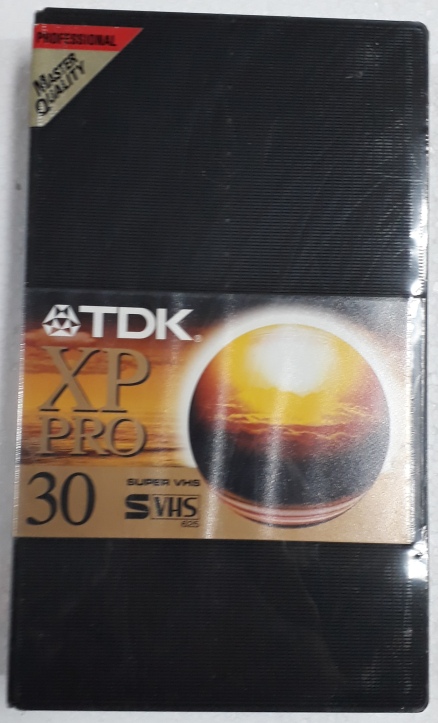 PROFESSIONAL
MASTER
QUALITY
TDK®
XP
PRO
30
SUPER VHS
S VHS
625